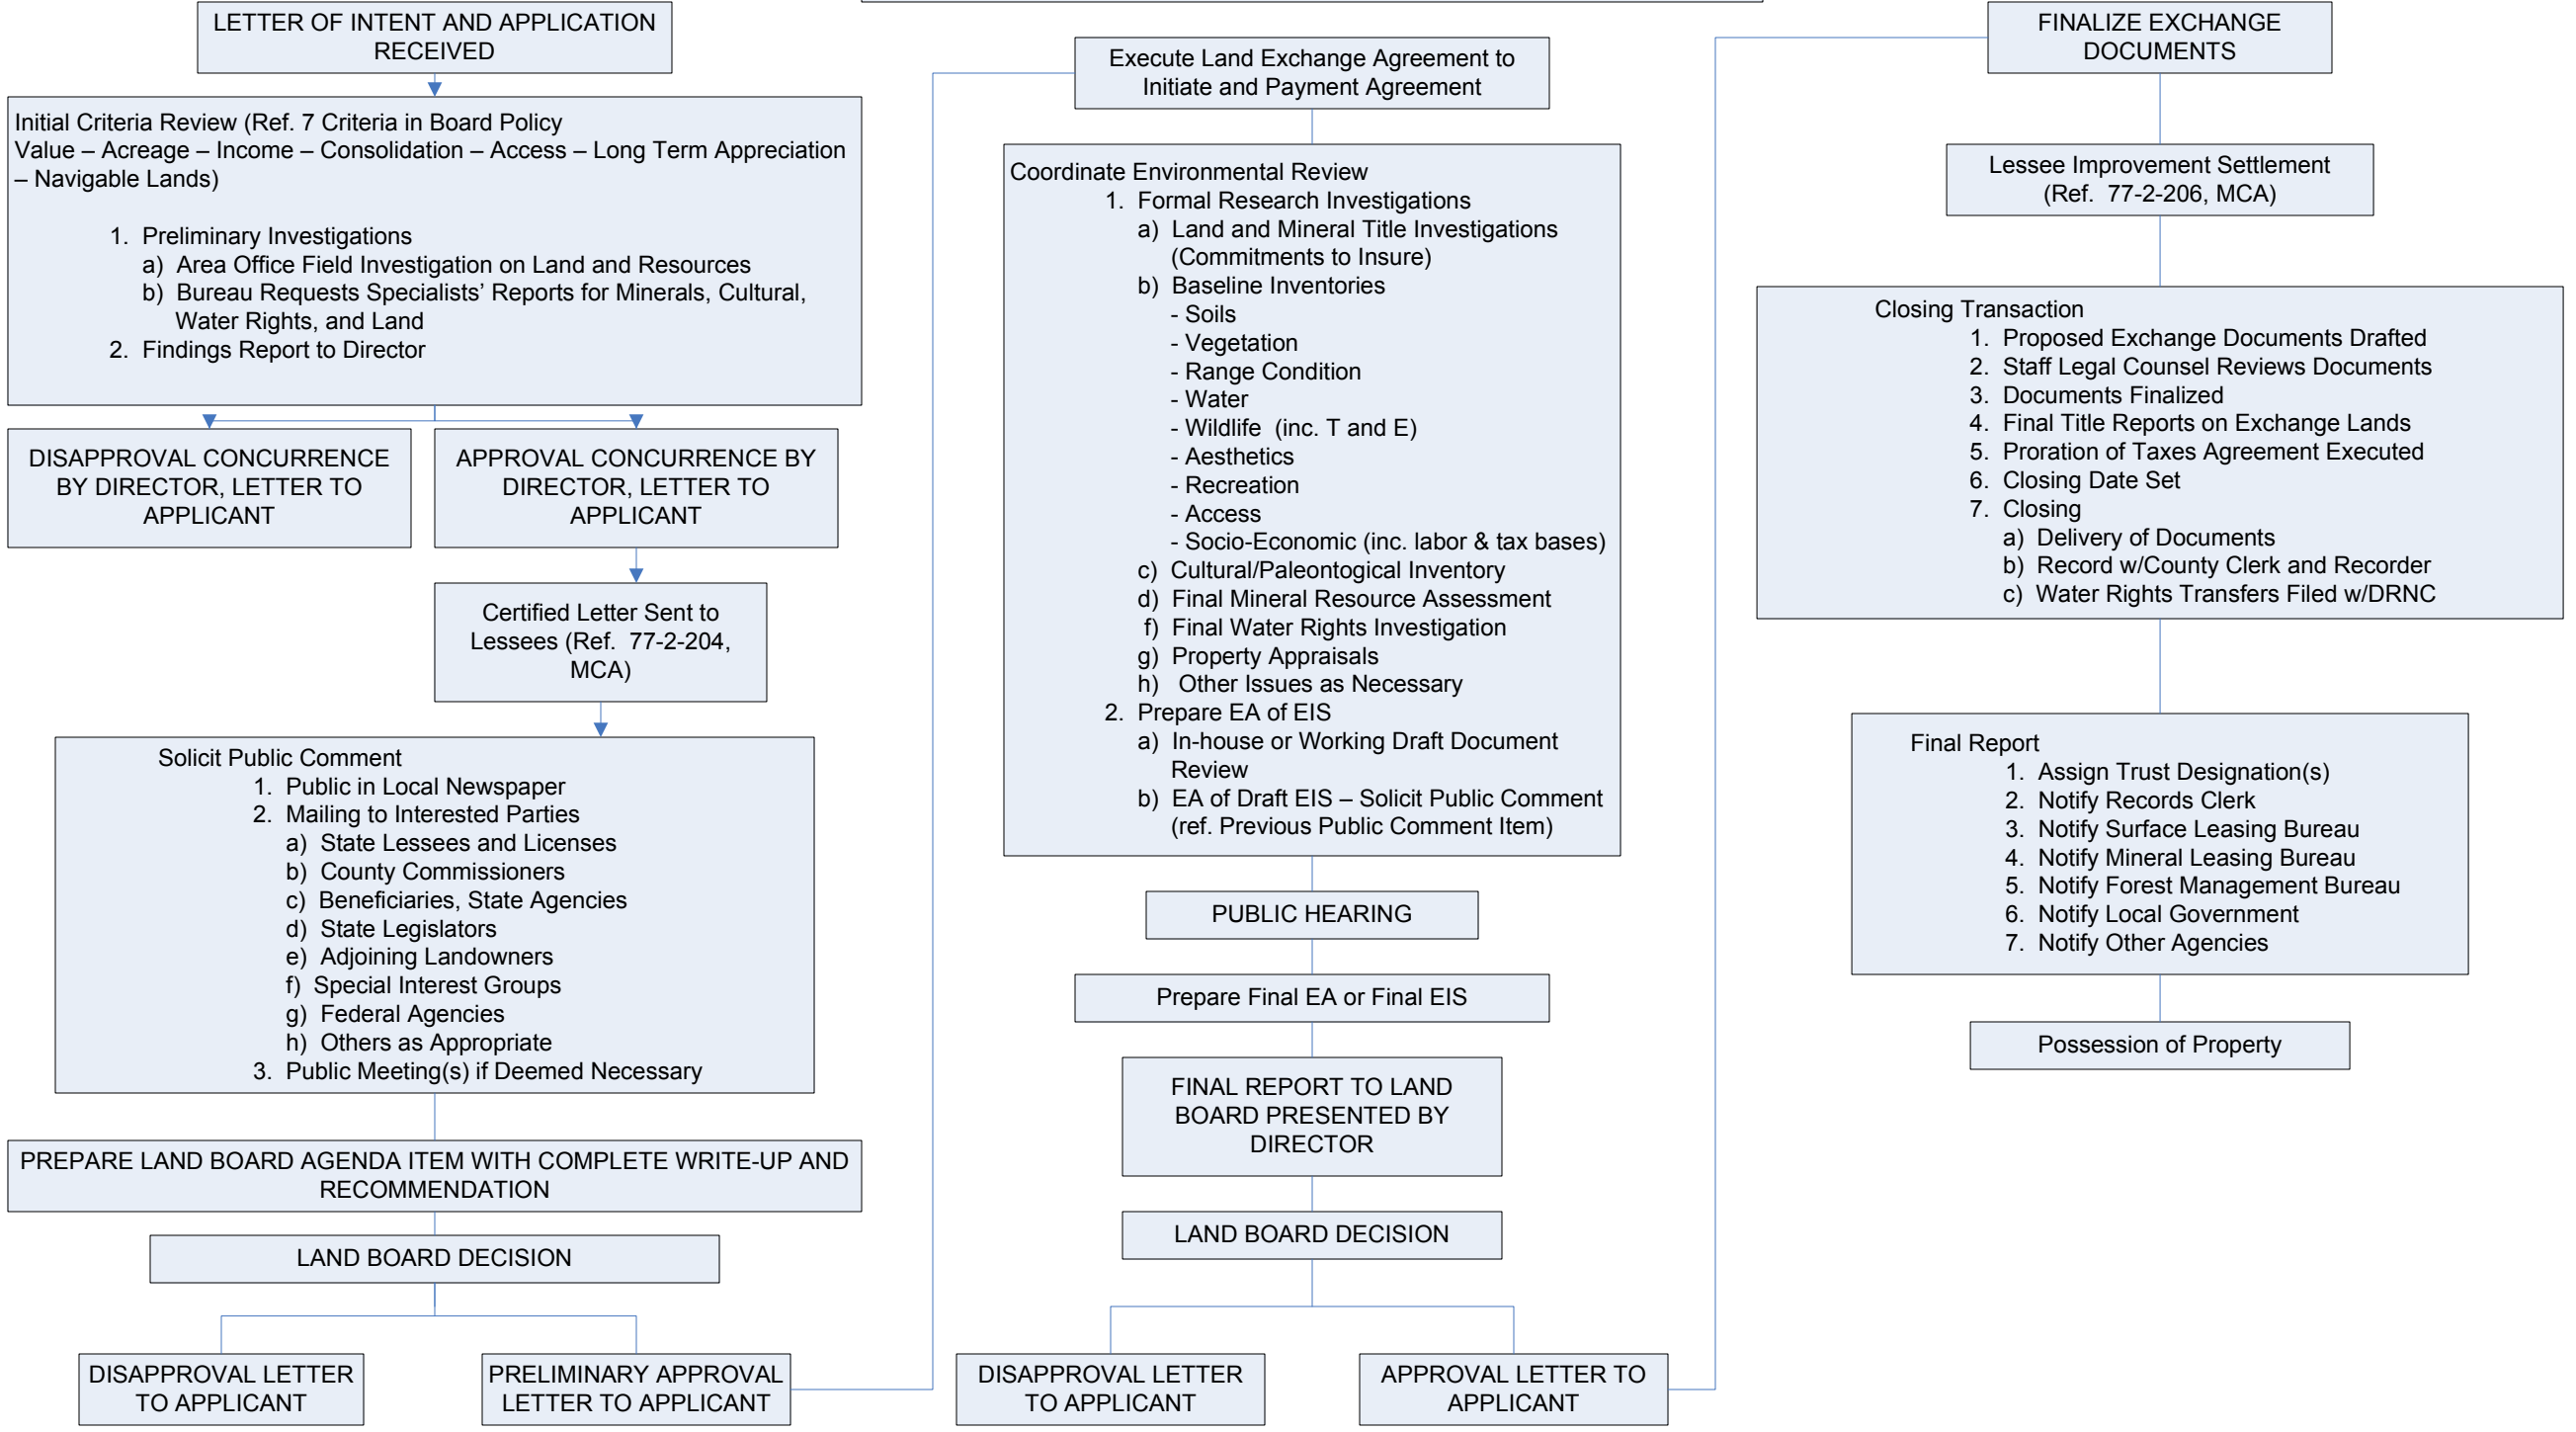 LETTER OF INTENT AND APPLICATION
RECEIVED
Initial Criteria Review (Ref. 7 Criteria in Board Policy
Value – Acreage – Income – Consolidation – Access – Long Term Appreciation
– Navigable Lands)
1. Preliminary Investigations
a) Area Office Field Investigation on Land and Resources
b) Bureau Requests Specialists’ Reports for Minerals, Cultural,
Water Rights, and Land
2. Findings Report to Director
DISAPPROVAL CONCURRENCE
BY DIRECTOR, LETTER TO
APPLICANT
APPROVAL CONCURRENCE BY
DIRECTOR, LETTER TO
APPLICANT
Certified Letter Sent to
Lessees (Ref. 77-2-204,
MCA)
Solicit Public Comment
1. Public in Local Newspaper
2. Mailing to Interested Parties
a) State Lessees and Licenses
b) County Commissioners
c) Beneficiaries, State Agencies
d) State Legislators
e) Adjoining Landowners
f) Special Interest Groups
g) Federal Agencies
h) Others as Appropriate
3. Public Meeting(s) if Deemed Necessary
PREPARE LAND BOARD AGENDA ITEM WITH COMPLETE WRITE-UP AND
RECOMMENDATION
LAND BOARD DECISION
DISAPPROVAL LETTER
TO APPLICANT
PRELIMINARY APPROVAL
LETTER TO APPLICANT
Execute Land Exchange Agreement to
Initiate and Payment Agreement
Coordinate Environmental Review
1. Formal Research Investigations
a) Land and Mineral Title Investigations
(Commitments to Insure)
b) Baseline Inventories
- Soils
- Vegetation
- Range Condition
- Water
- Wildlife (inc. T and E)
- Aesthetics
- Recreation
- Access
- Socio-Economic (inc. labor & tax bases)
c) Cultural/Paleontogical Inventory
d) Final Mineral Resource Assessment
f) Final Water Rights Investigation
g) Property Appraisals
h) Other Issues as Necessary
2. Prepare EA of EIS
a) In-house or Working Draft Document
Review
b) EA of Draft EIS – Solicit Public Comment
(ref. Previous Public Comment Item)
PUBLIC HEARING
Prepare Final EA or Final EIS
FINAL REPORT TO LAND
BOARD PRESENTED BY
DIRECTOR
LAND BOARD DECISION
DISAPPROVAL LETTER
TO APPLICANT
APPROVAL LETTER TO
APPLICANT
FINALIZE EXCHANGE
DOCUMENTS
Lessee Improvement Settlement
(Ref. 77-2-206, MCA)
Closing Transaction
1. Proposed Exchange Documents Drafted
2. Staff Legal Counsel Reviews Documents
3. Documents Finalized
4. Final Title Reports on Exchange Lands
5. Proration of Taxes Agreement Executed
6. Closing Date Set
7. Closing
a) Delivery of Documents
b) Record w/County Clerk and Recorder
c) Water Rights Transfers Filed w/DRNC
Final Report
1. Assign Trust Designation(s)
2. Notify Records Clerk
3. Notify Surface Leasing Bureau
4. Notify Mineral Leasing Bureau
5. Notify Forest Management Bureau
6. Notify Local Government
7. Notify Other Agencies
Possession of Property